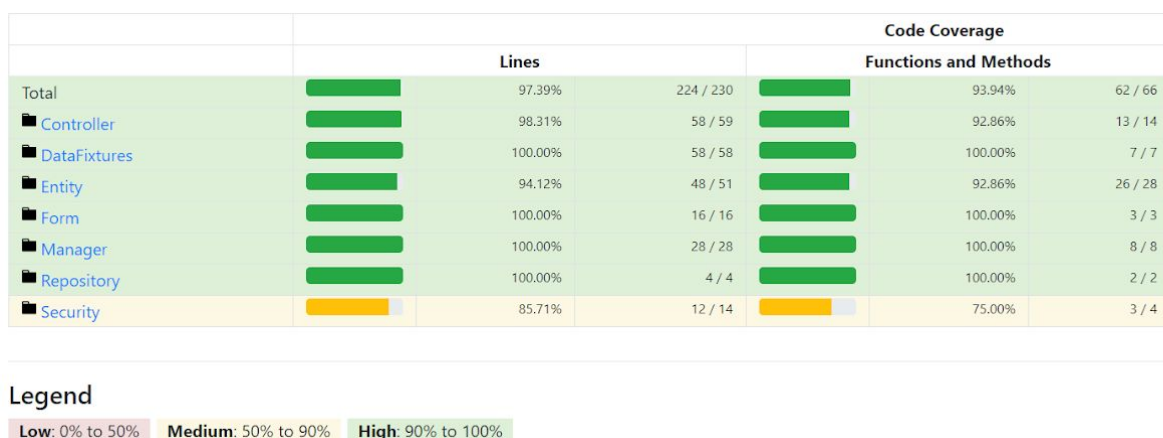 Code Coverage
Lines Functions and Methods
Total 97.39% 224 / 230 93.94% 62 / 66
Controller 98.31% 58 / 59 92.86% 13 / 14
DataFixtures 100.00% 58 / 58 100.00% 7 / 7
Entity 94.12% 48 / 51 92.86% 26 / 28
Form 100.00% 16 / 16 100.00% 3 / 3
Manager 100.00% 28 / 28 100.00% 8 / 8
Repository 100.00% 4 / 4 100.00% 2 / 2
Security 85.71% 12 / 14 75.00% 3 / 4
Legend
Low: 0% to 50% Medium: 50% to 90% High: 90% to 100%